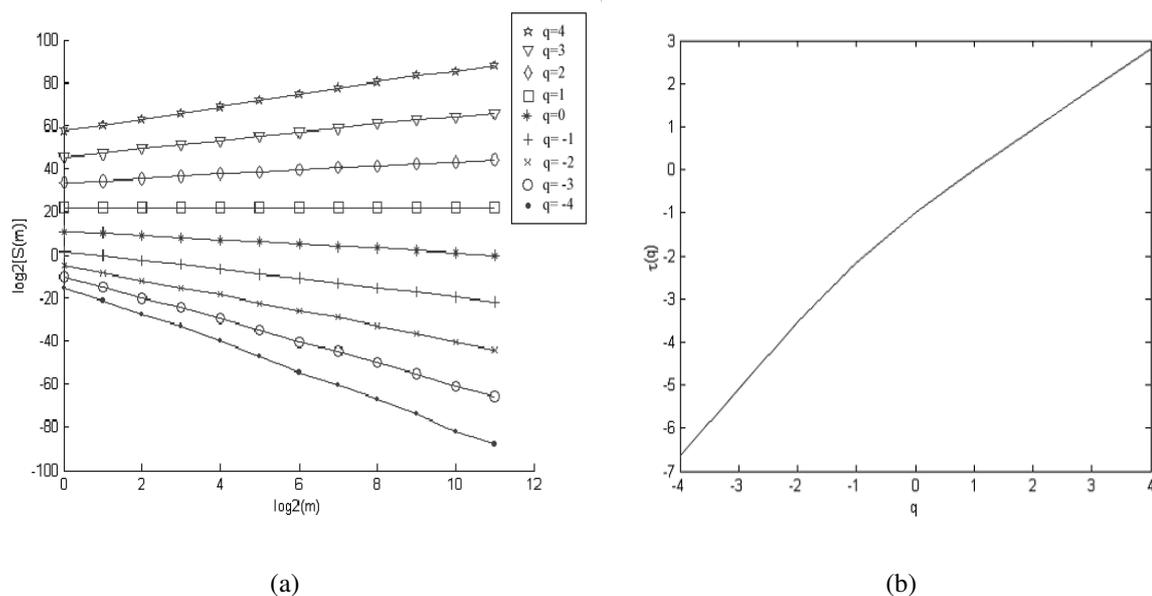 q=4
q=3
q=2
q=1
q=0
q= -1
q= -2
q= -3
q= -4
100
80
60
40
20
0
-20
-40
-60
-80
-100
log2[S(m)]
0 2 4 6 8 10 12
log2(m)
(a)
3
2
1
0
-1
-2
-3
-4
-5
-6
-7
τ(q)
-4 -3 -2 -1 0 1 2 3 4
q
(b)